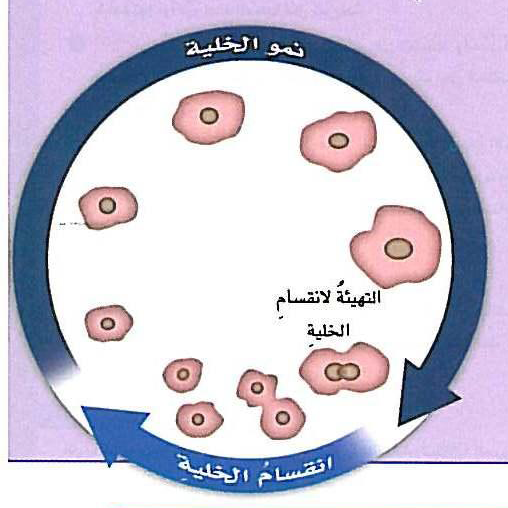 نمو الخلية
التهيئةُ لانقسامِ
الخليةِ
انقسامُ الخليةِ